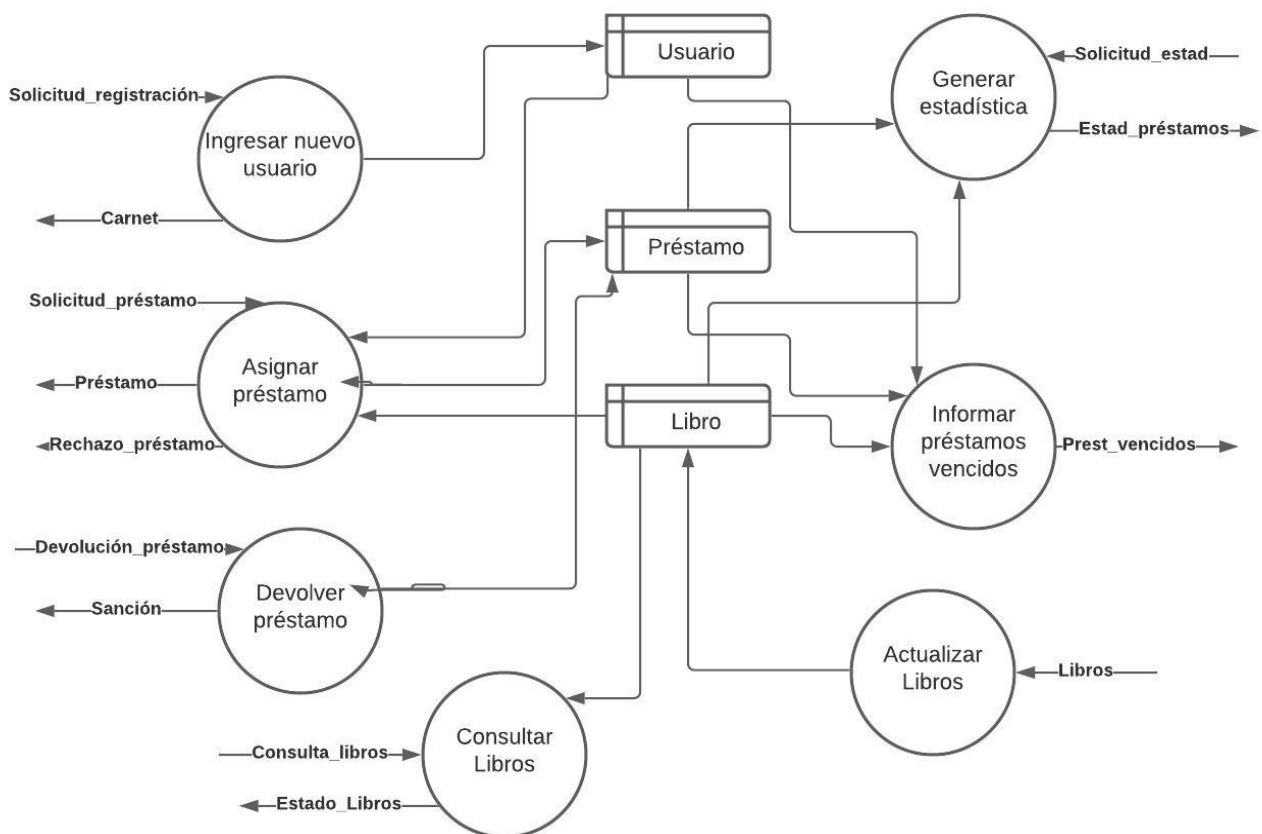 Usuario
Solicitud_estad
Generar
estadística
Solicitud_registración
Estad_préstamos
Ingresar nuevo
usuario
Carnet
Préstamo
Solicitud_préstamo
Asignar
préstamo
Préstamo
Rechazo_préstamo
Libro
Informar
préstamos
vencidos
Prest_vencidos
Devolución_préstamo
Devolver
préstamo
Sanción
Actualizar
Libros
Libros
Consultar
Libros
Consulta_libros
Estado_Libros